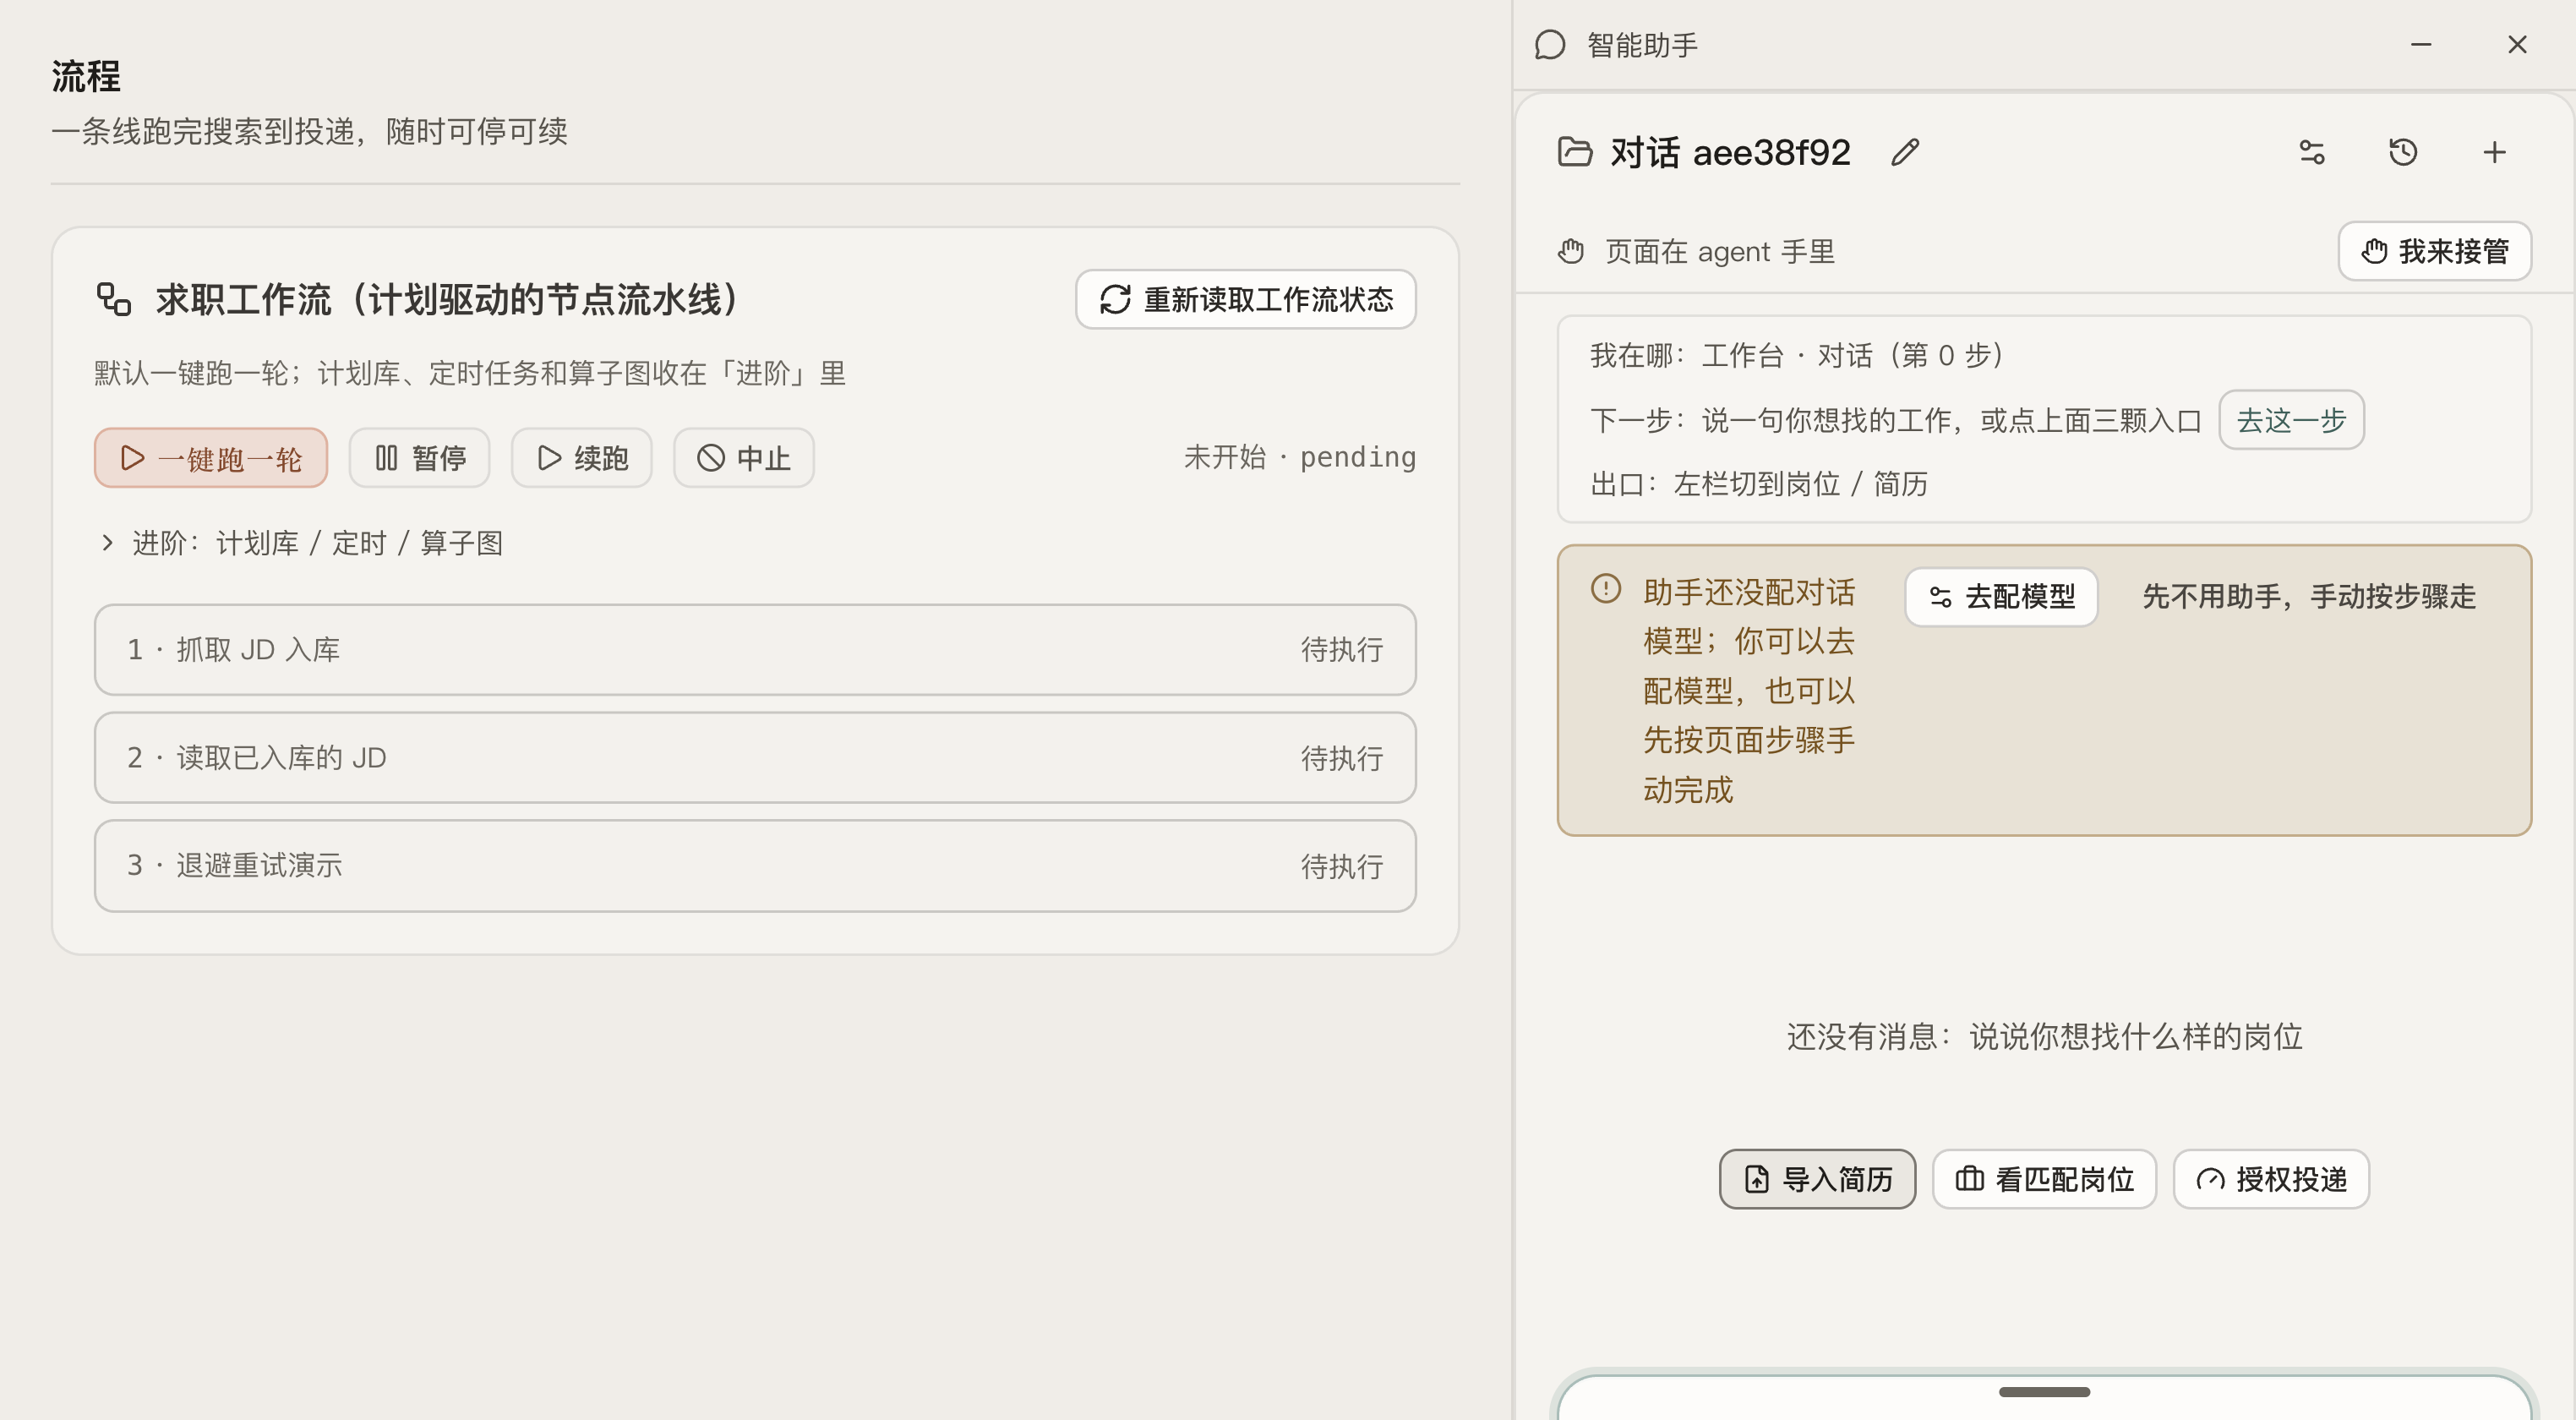 流程
一条线跑完搜索到投递，随时可停可续
求职工作流（计划驱动的节点流水线）
重新读取工作流状态
默认一键跑一轮；计划库、定时任务和算子图收在「进阶」里
一键跑一轮
暂停
续跑
中止
未开始 · pending
进阶：计划库 / 定时 / 算子图
1 · 抓取 JD 入库
待执行
2 · 读取已入库的 JD
待执行
3 · 退避重试演示
待执行
智能助手
对话 aee38f92
页面在 agent 手里
我来接管
我在哪：工作台 · 对话（第 0 步）
下一步：说一句你想找的工作，或点上面三颗入口
去这一步
出口：左栏切到岗位 / 简历
助手还没配对话
模型；你可以去
配模型，也可以
先按页面步骤手
动完成
去配模型
先不用助手，手动按步骤走
还没有消息：说说你想找什么样的岗位
导入简历
看匹配岗位
授权投递